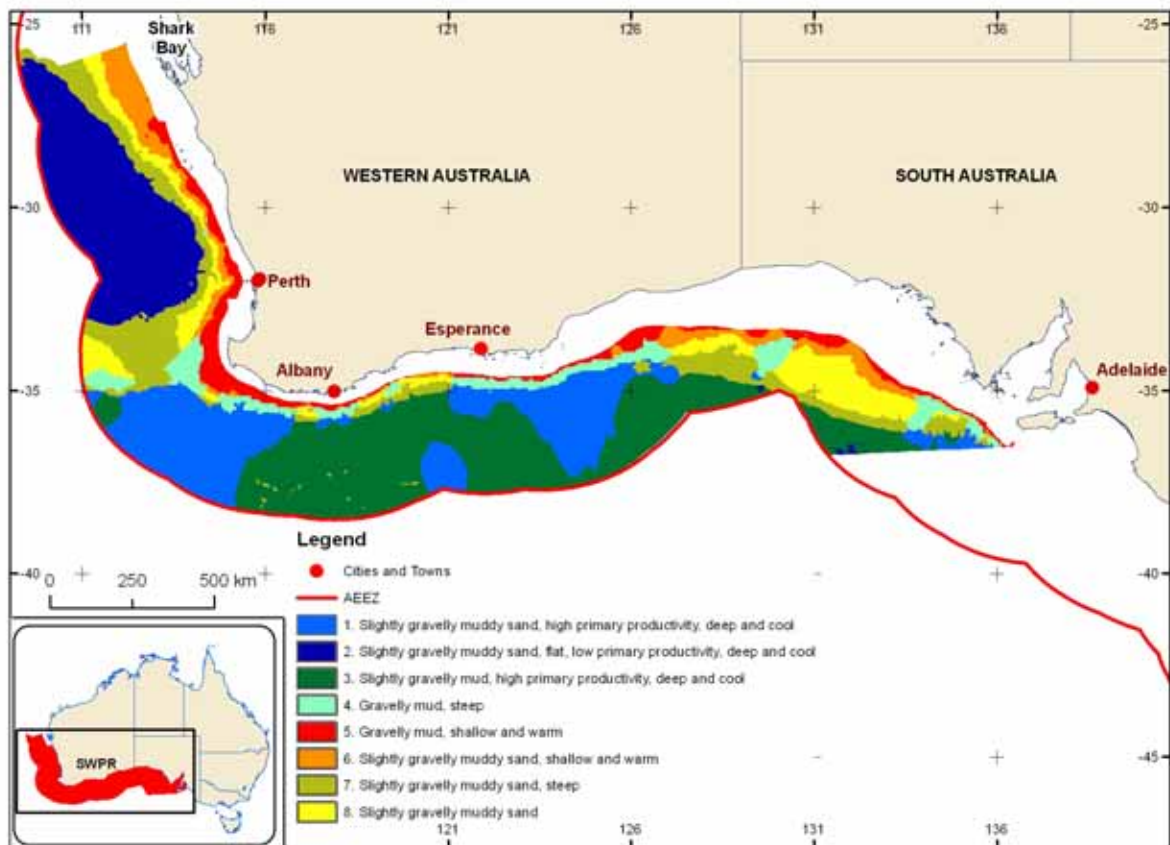 -25
111
Shark
Bay
116
121
126
131
136
-25
WESTERN AUSTRALIA
SOUTH AUSTRALIA
-30
-30
Perth
Esperance
Albany
Adelaide
-35
-35
Legend
Cities and Towns
AEEZ
1. Slightly gravelly muddy sand, high primary productivity, deep and cool
2. Slightly gravelly muddy sand, flat, low primary productivity, deep and cool
3. Slightly gravelly mud, high primary productivity, deep and cool
4. Gravelly mud, steep
5. Gravelly mud, shallow and warm
6. Slightly gravelly muddy sand, shallow and warm
7. Slightly gravelly muddy sand, steep
8. Slightly gravelly muddy sand
-40
-40
0 250 500 km
SWPR
-45
121
126
131
136